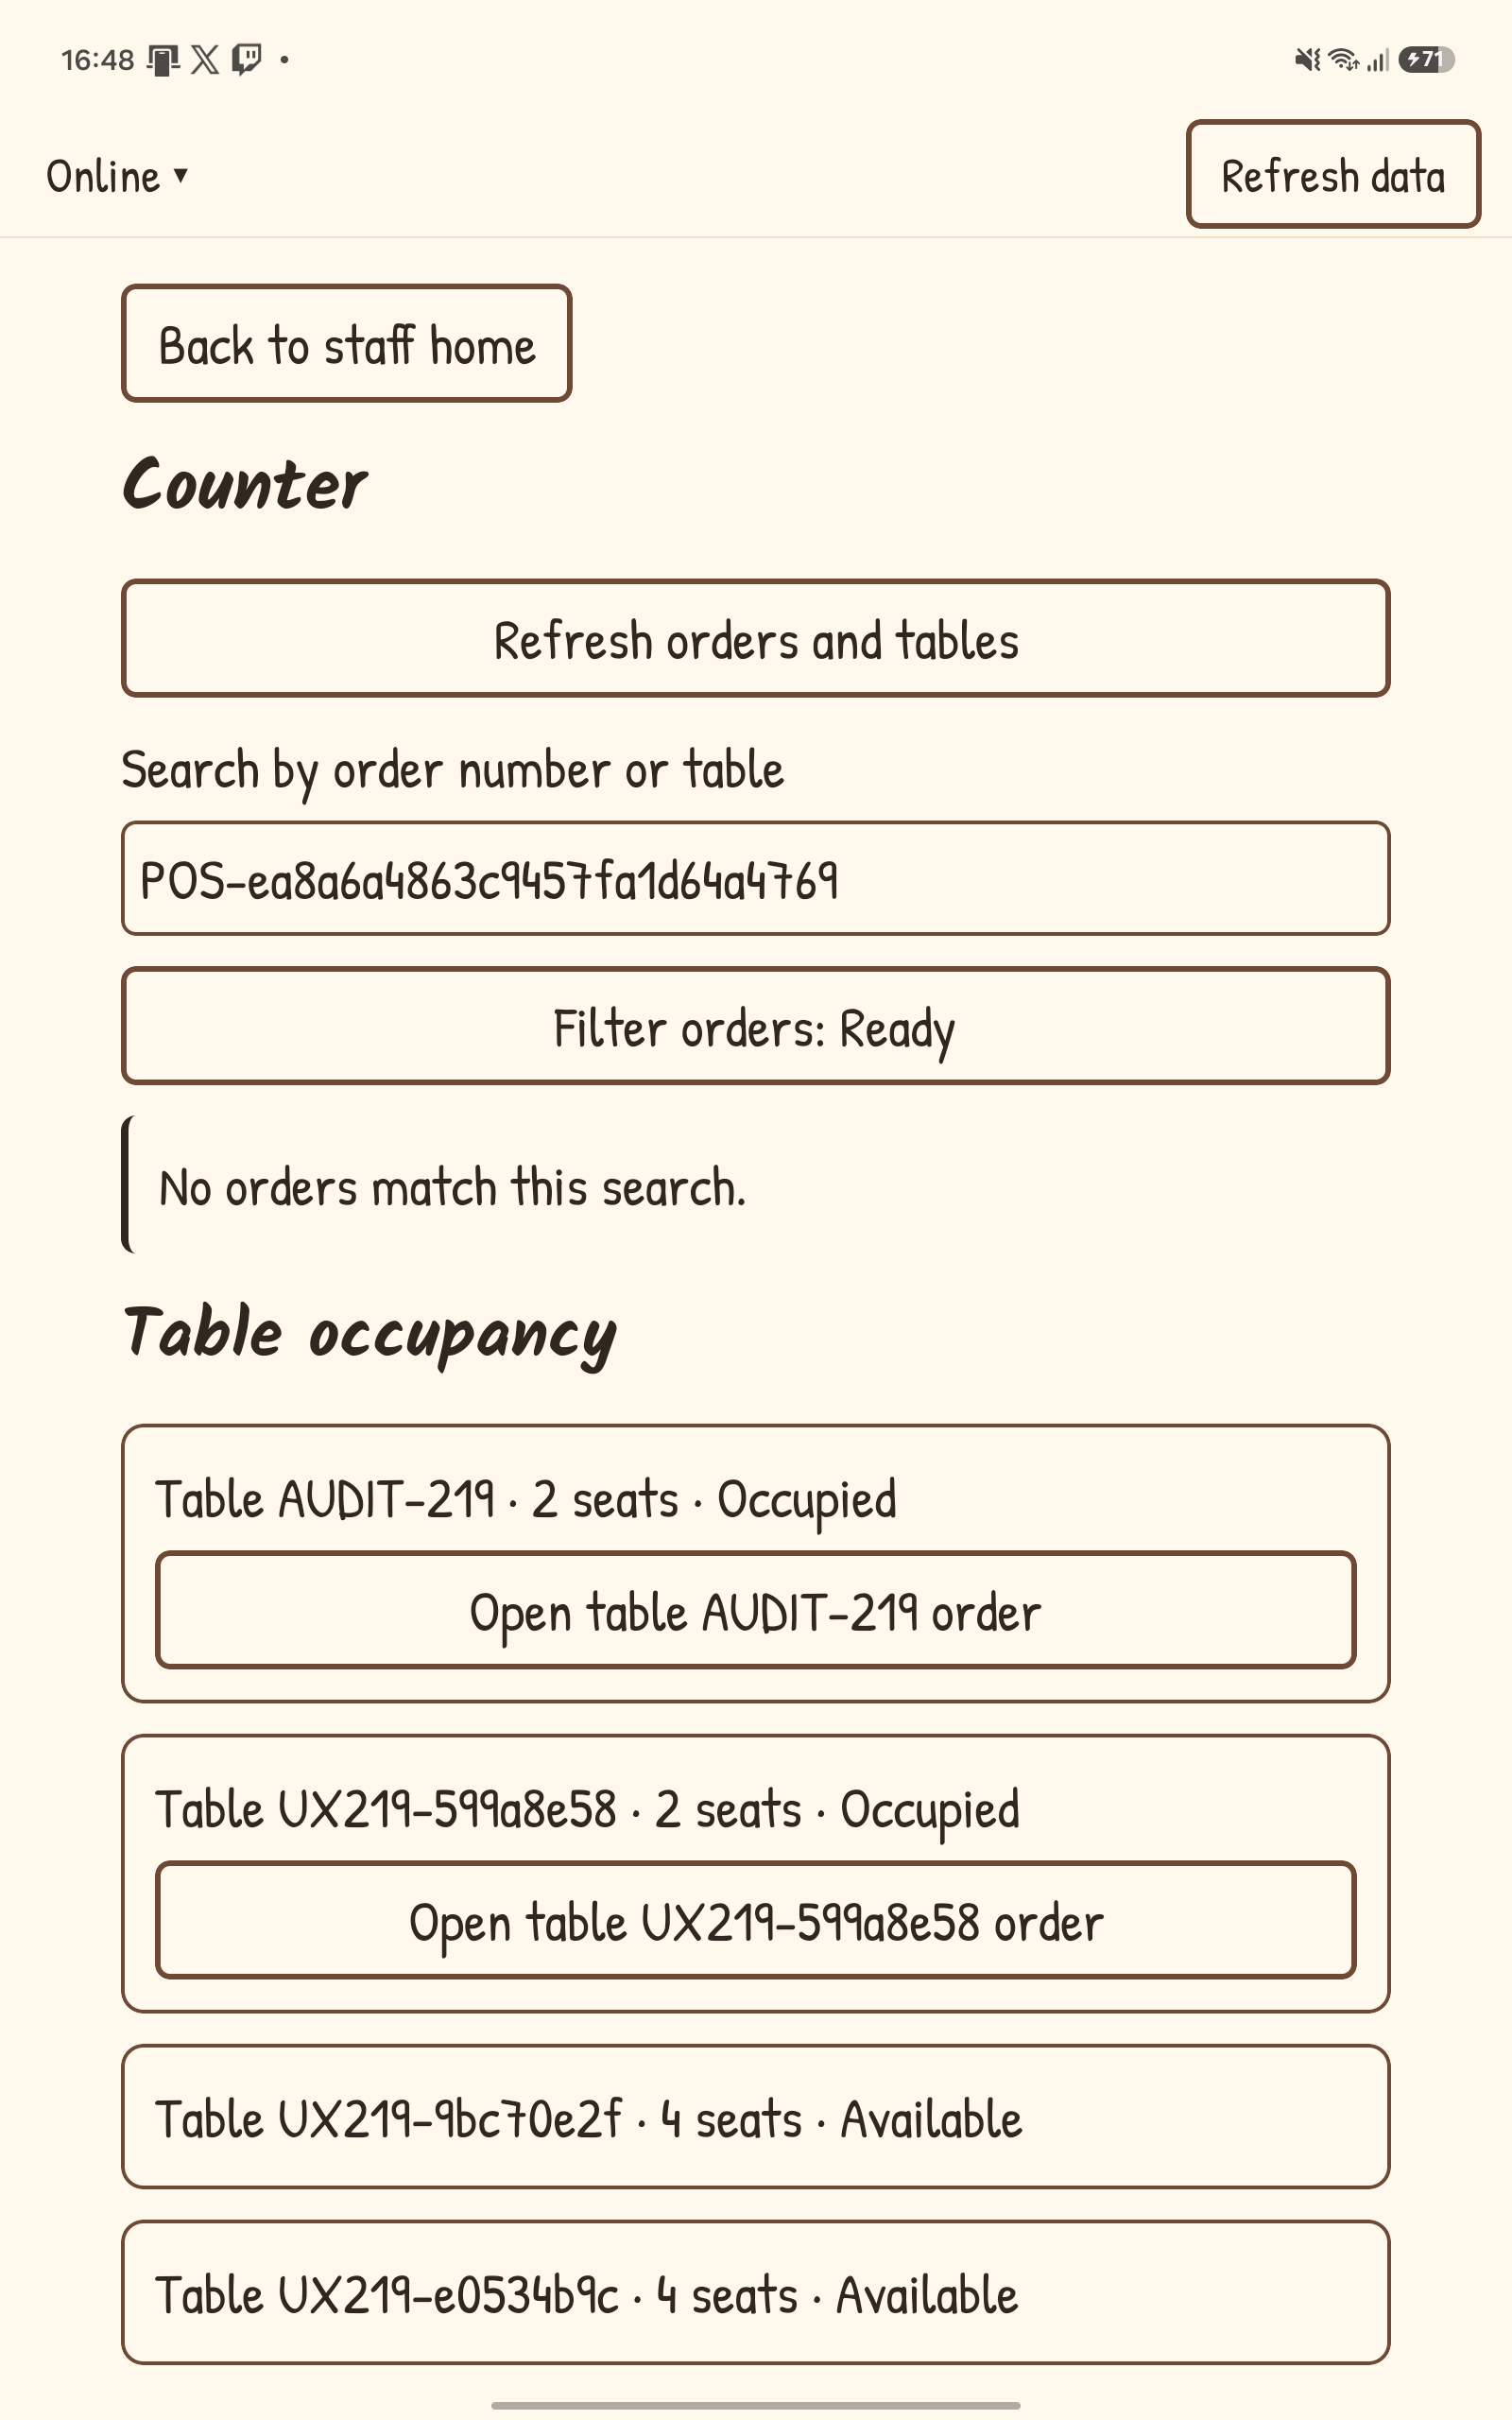 16:48
71
Online ▼
Refresh data
Back to staff home
Counter
Refresh orders and tables
Search by order number or table
POS-ea8a6a4863c9457fa1d64a4769
Filter orders: Ready
No orders match this search.
Table occupancy
Table AUDIT-219 · 2 seats · Occupied
Open table AUDIT-219 order
Table UX219-599a8e58 · 2 seats · Occupied
Open table UX219-599a8e58 order
Table UX219-9bc70e2f · 4 seats · Available
Table UX219-e0534b9c · 4 seats · Available